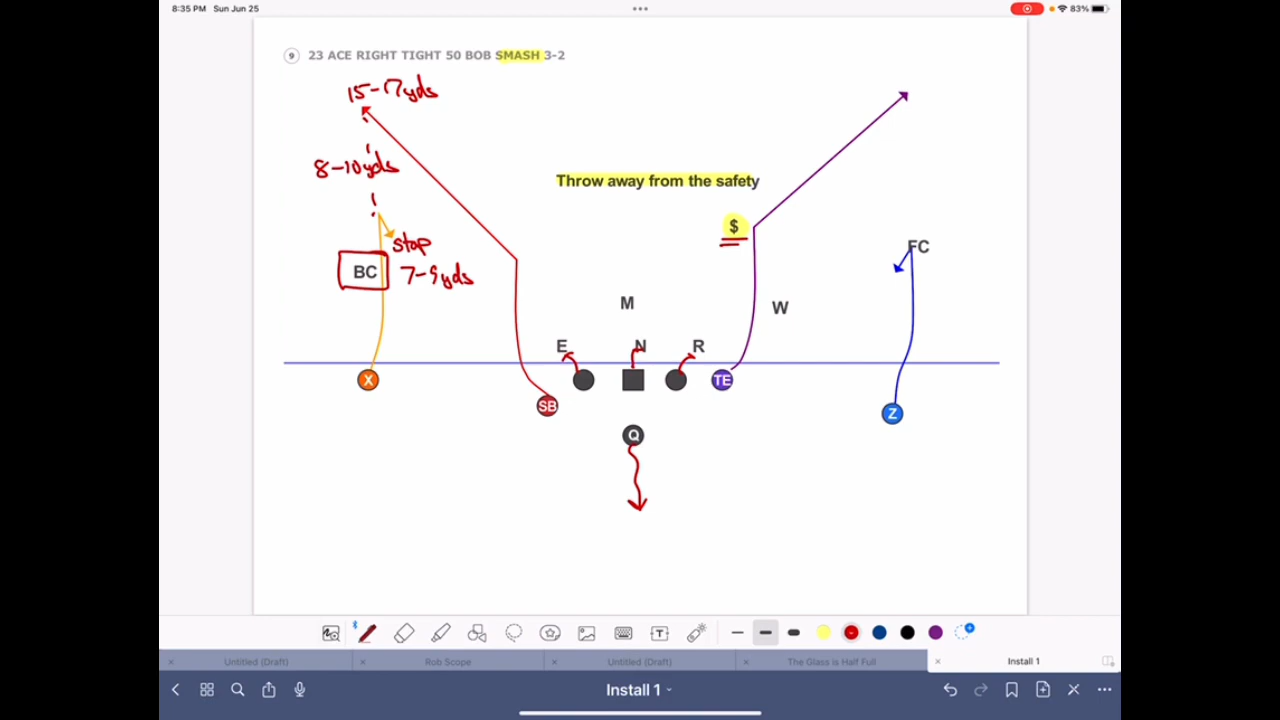 8:35 PM Sun Jun 25
83%
9 23 ACE RIGHT TIGHT 50 BOB SMASH 3-2
15-17yds
8-10yds
Throw away from the safety
$
stop
FC
BC
7-9yds
M
W
E
N
R
X
TE
SB
Z
Q
Untitled (Draft)
Rob Scope
Untitled (Draft)
The Glass is Half Full
Install 1
Install 1